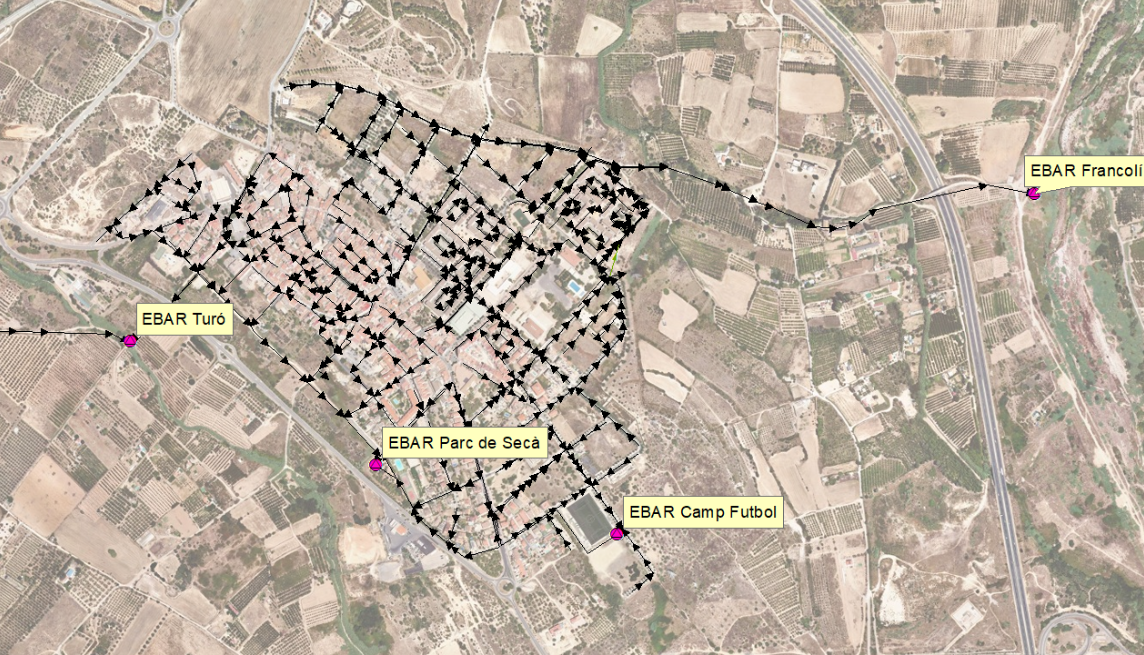 EBAR Francolí
EBAR Turó
EBAR Parc de Secà
EBAR Camp Futbol